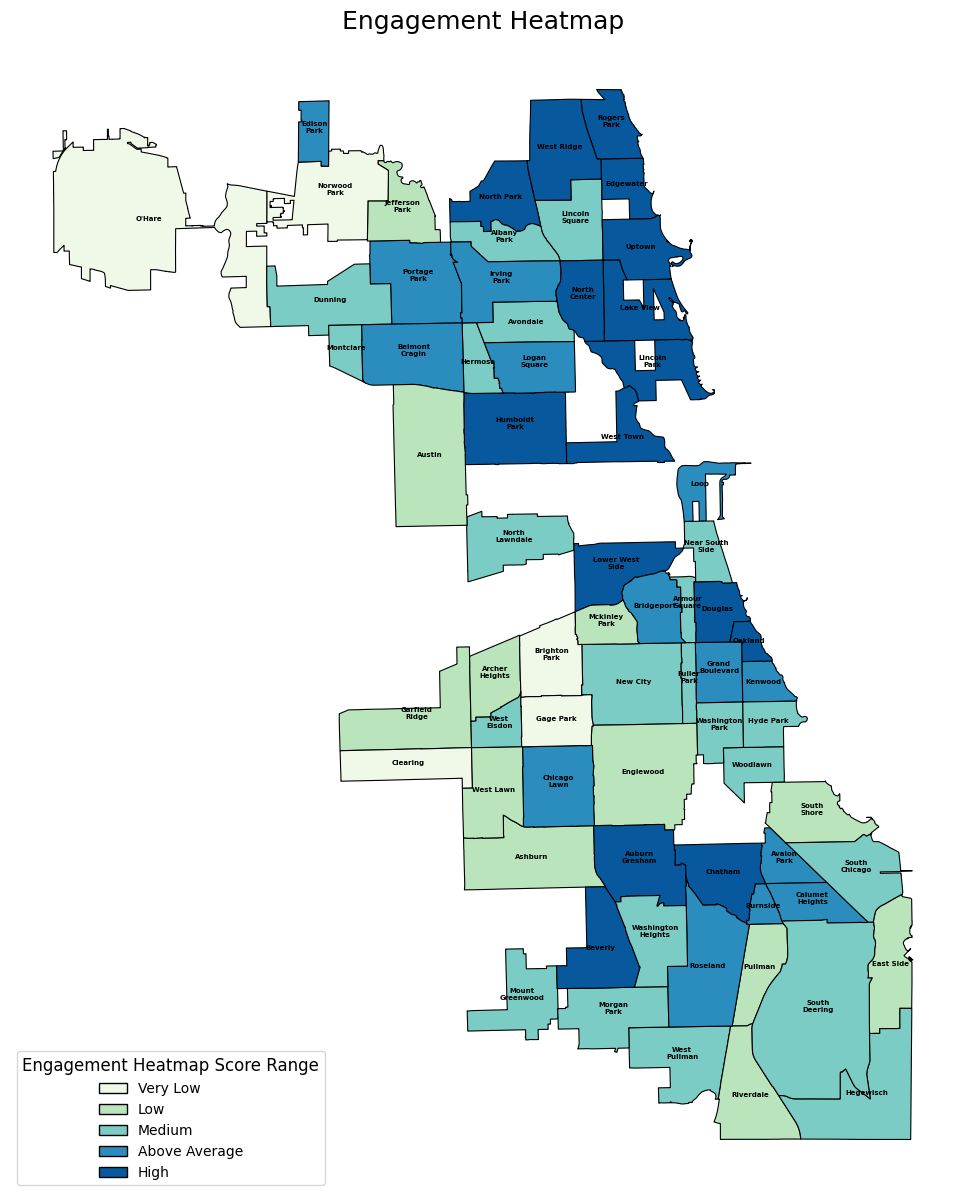 Engagement Heatmap
Rogers
Park
Edison
Park
West Ridge
Edgewater
Norwood
Park
North Park
Jefferson
Park
O'Hare
Lincoln
Square
Albany
Park
Uptown
Portage
Park
Irving
Park
North
Center
Dunning
Lake View
Avondale
Montclare
Belmont
Cragin
Hermosa
Logan
Square
Lincoln
Park
Humboldt
Park
West Town
Austin
Loop
North
Lawndale
Near South
Side
Lower West
Side
Bridgeport
Armour
Square
Douglas
Mckinley
Park
Oakland
Brighton
Park
Archer
Heights
Grand
Boulevard
New City
Fuller
Park
Kenwood
Garfield
Ridge
West
Elsdon
Gage Park
Washington
Park
Hyde Park
Clearing
Woodlawn
Englewood
Chicago
Lawn
West Lawn
South
Shore
Ashburn
Auburn
Gresham
Avalon
Park
Chatham
South
Chicago
Calumet
Heights
Burnside
Washington
Heights
Beverly
Roseland
Pullman
East Side
Mount
Greenwood
Morgan
Park
South
Deering
West
Pullman
Riverdale
Hegewisch
Engagement Heatmap Score Range
Very Low
Low
Medium
Above Average
High